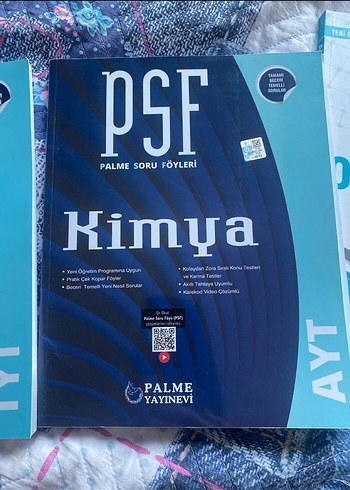 PSF
PALME SORU FÖYLERİ
TAMAMI
BECERİ
TEMELLİ
SORULAR
Kimya
• Yeni Öğretim Programına Uygun
• Pratik Çek Kopar Föyler
• Beceri Temelli Yeni Nesil Sorular
• Kolaydan Zora Sıralı Konu Testleri
ve Karma Testler
• Akıllı Tahtaya Uyumlu
• Karekod Video Çözümlü
Palme Soru Föyü (PSF)
PALME
YAYINEVİ
AYT
TYT
YENİ